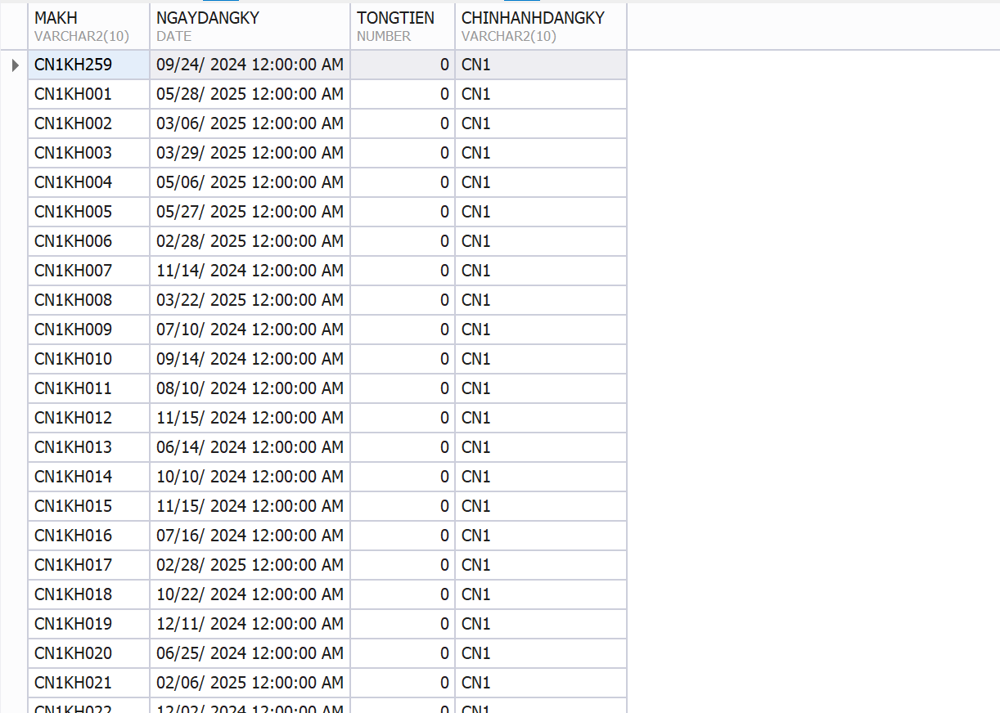 MAKH NGAYDANGKY TONGTIEN CHINHANHDANGKY
VARCHAR2(10) DATE NUMBER VARCHAR2(10)
CN1KH259 09/24/ 2024 12:00:00 AM 0 CN1
CN1KH001 05/28/ 2025 12:00:00 AM 0 CN1
CN1KH002 03/06/ 2025 12:00:00 AM 0 CN1
CN1KH003 03/29/ 2025 12:00:00 AM 0 CN1
CN1KH004 05/06/ 2025 12:00:00 AM 0 CN1
CN1KH005 05/27/ 2025 12:00:00 AM 0 CN1
CN1KH006 02/28/ 2025 12:00:00 AM 0 CN1
CN1KH007 11/14/ 2024 12:00:00 AM 0 CN1
CN1KH008 03/22/ 2025 12:00:00 AM 0 CN1
CN1KH009 07/10/ 2024 12:00:00 AM 0 CN1
CN1KH010 09/14/ 2024 12:00:00 AM 0 CN1
CN1KH011 08/10/ 2024 12:00:00 AM 0 CN1
CN1KH012 11/15/ 2024 12:00:00 AM 0 CN1
CN1KH013 06/14/ 2024 12:00:00 AM 0 CN1
CN1KH014 10/10/ 2024 12:00:00 AM 0 CN1
CN1KH015 11/15/ 2024 12:00:00 AM 0 CN1
CN1KH016 07/16/ 2024 12:00:00 AM 0 CN1
CN1KH017 02/28/ 2025 12:00:00 AM 0 CN1
CN1KH018 10/22/ 2024 12:00:00 AM 0 CN1
CN1KH019 12/11/ 2024 12:00:00 AM 0 CN1
CN1KH020 06/25/ 2024 12:00:00 AM 0 CN1
CN1KH021 02/06/ 2025 12:00:00 AM 0 CN1
CN1KH022 12/02/ 2024 12:00:00 AM 0 CN1